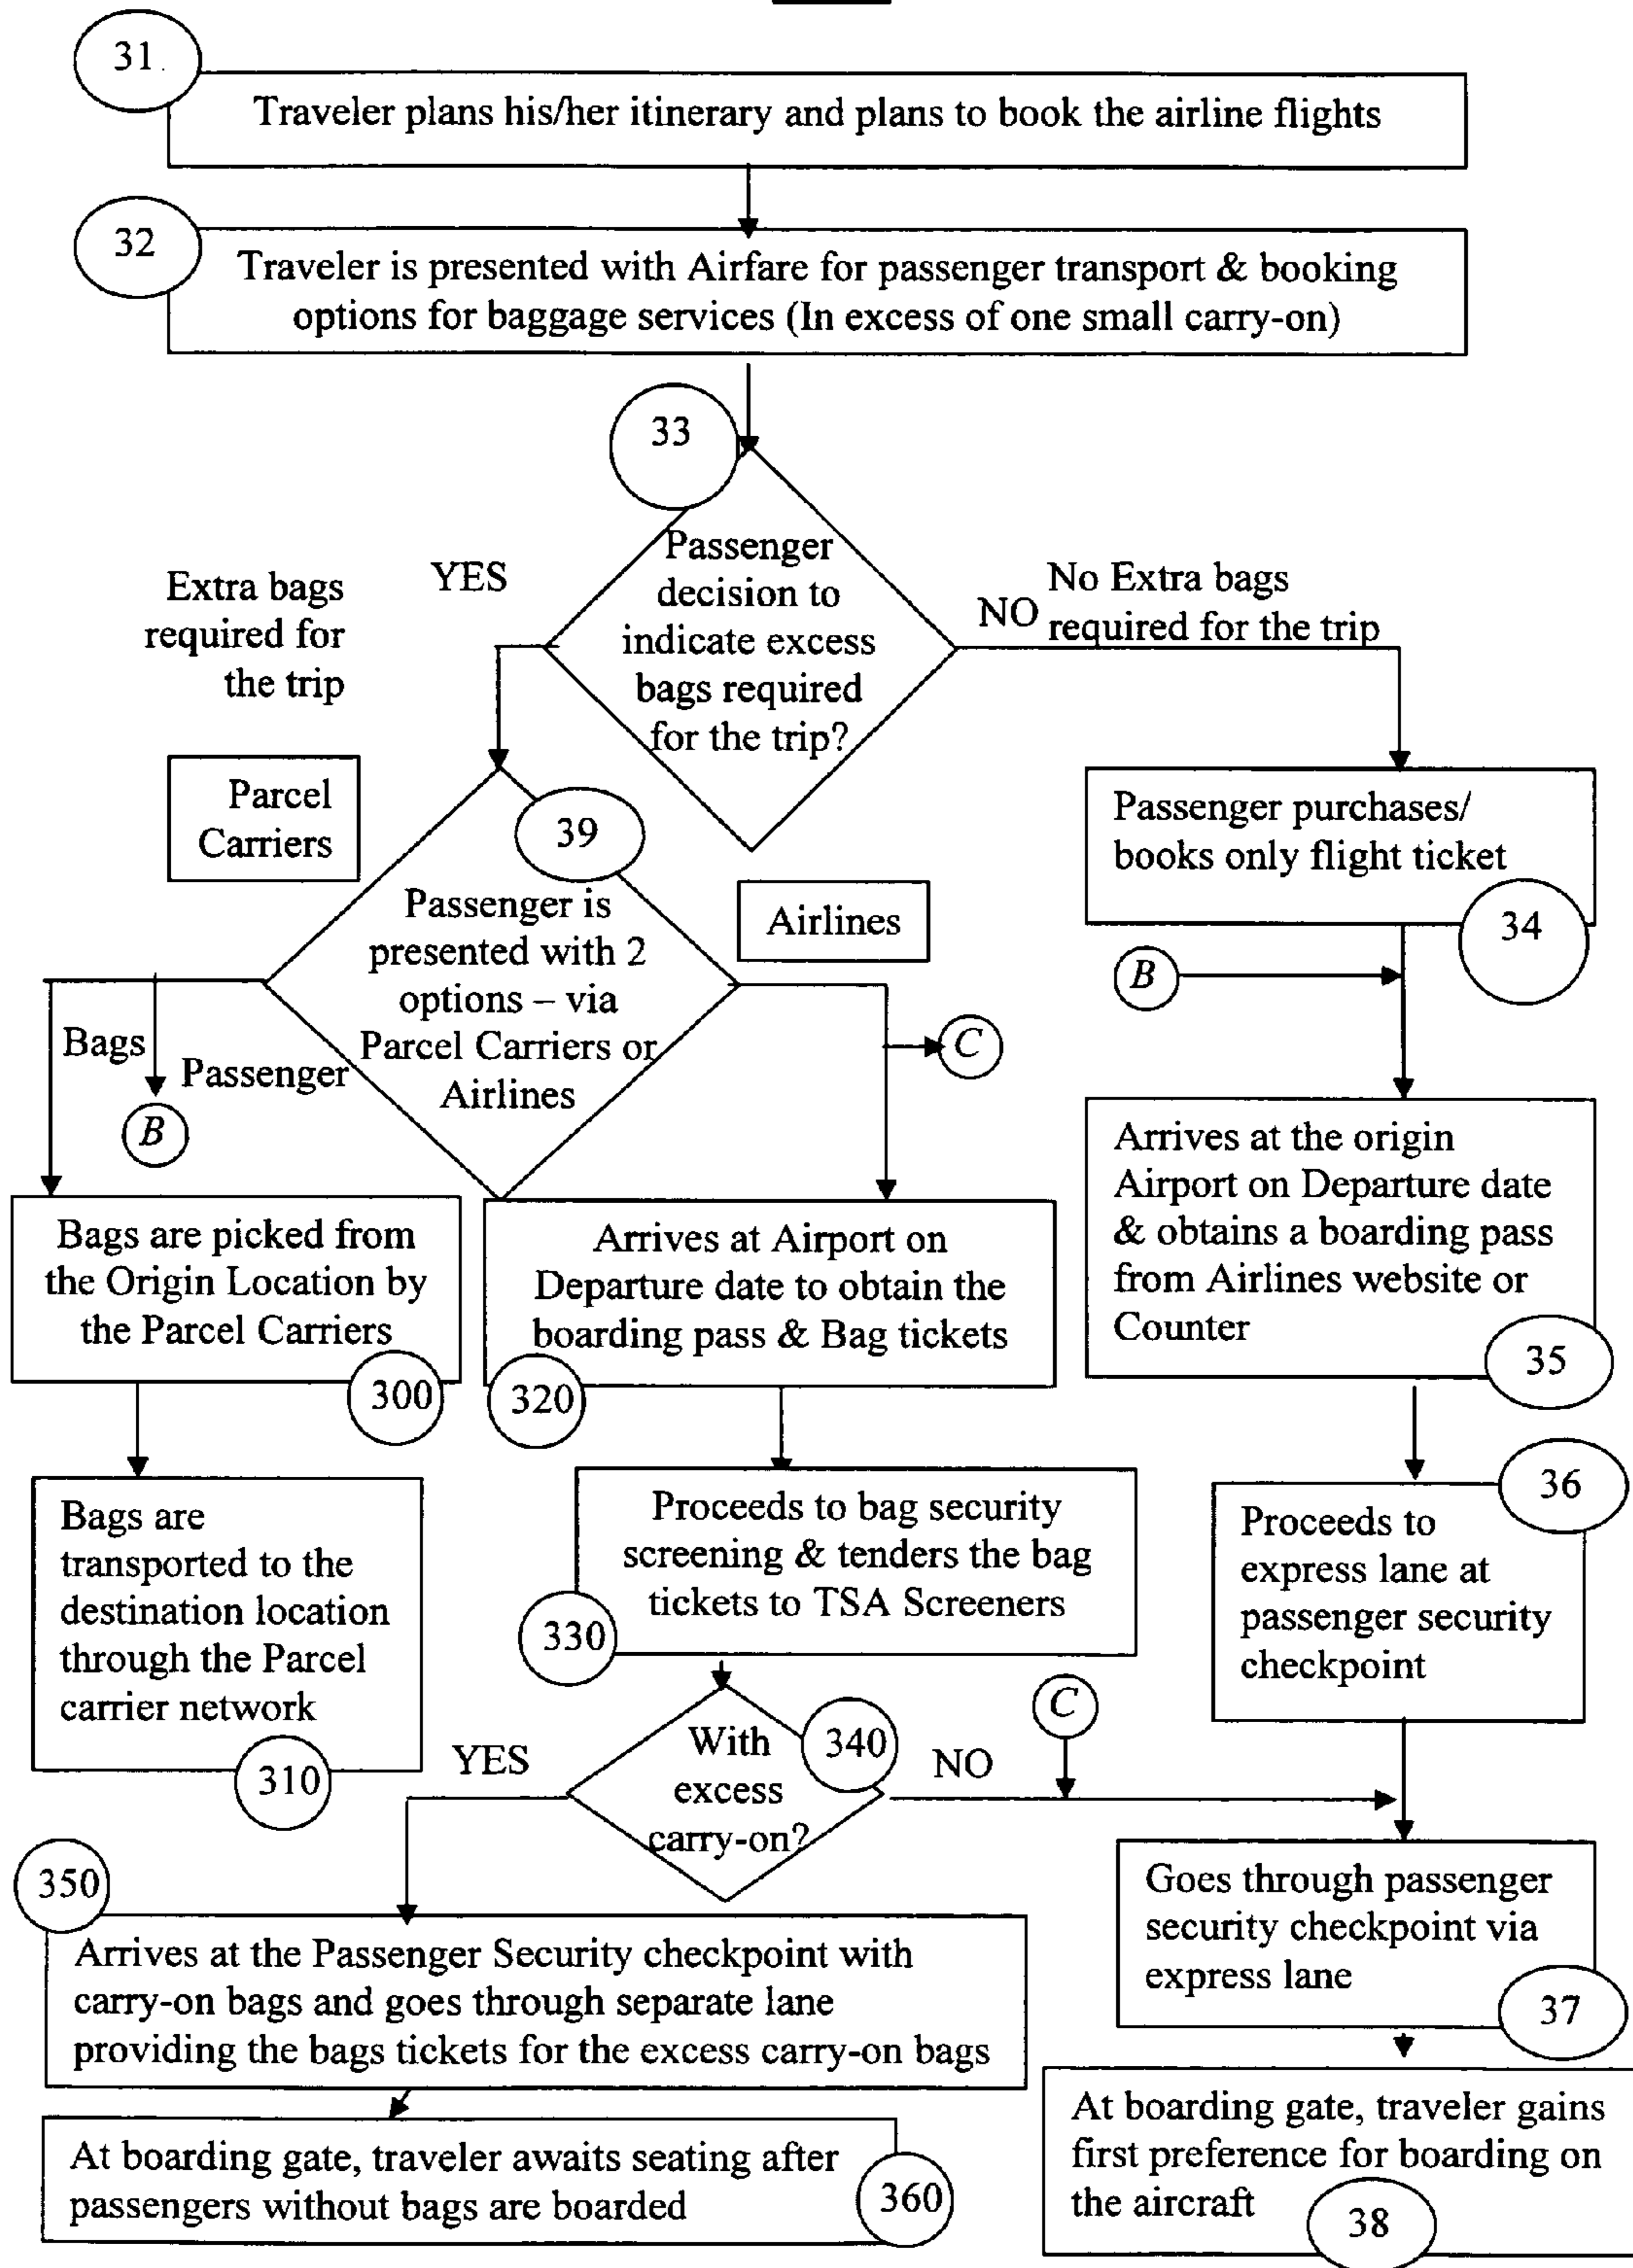 31
Traveler plans his/her itinerary and plans to book the airline flights
32
Traveler is presented with Airfare for passenger transport & booking
options for baggage services (In excess of one small carry-on)
33
Passenger
decision to
indicate excess
bags required
for the trip?
YES
Extra bags
required for
the trip
NO
No Extra bags
required for the trip
Parcel
Carriers
39
Passenger is
presented with 2
options – via
Parcel Carriers or
Airlines
Airlines
Passenger purchases/
books only flight ticket
34
B
C
Bags
Passenger
B
Arrives at the origin
Airport on Departure date
& obtains a boarding pass
from Airlines website or
Counter
35
Bags are picked from
the Origin Location by
the Parcel Carriers
300
Arrives at Airport on
Departure date to obtain the
boarding pass & Bag tickets
320
36
Proceeds to
express lane at
passenger security
checkpoint
Bags are
transported to the
destination location
through the Parcel
carrier network
310
Proceeds to bag security
screening & tenders the bag
tickets to TSA Screeners
330
C
With
excess
carry-on?
340
YES
NO
350
Arrives at the Passenger Security checkpoint with
carry-on bags and goes through separate lane
providing the bags tickets for the excess carry-on bags
Goes through passenger
security checkpoint via
express lane
37
At boarding gate, traveler awaits seating after
passengers without bags are boarded
360
At boarding gate, traveler gains
first preference for boarding on
the aircraft
38